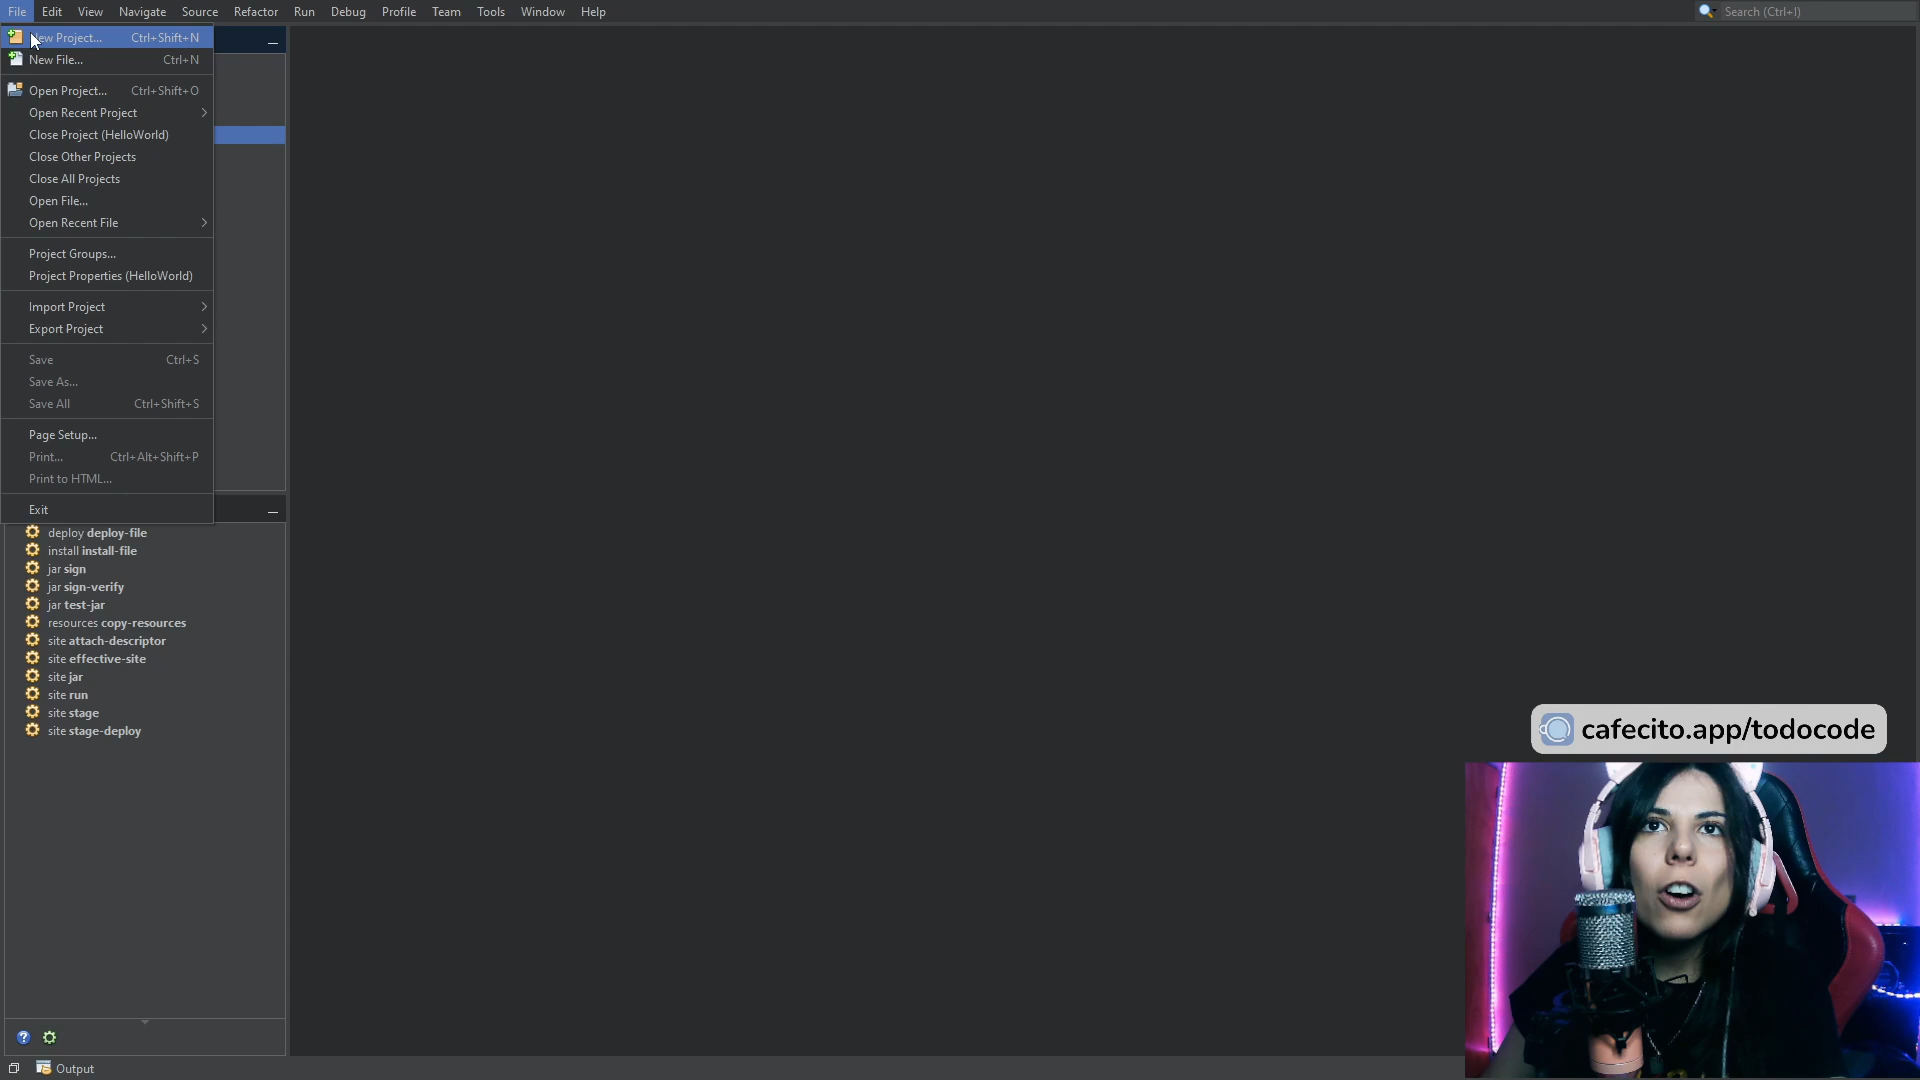 File Edit View Navigate Source Refactor Run Debug Profile Team Tools Window Help
Search (Ctrl+I)
New Project... Ctrl+Shift+N
New File... Ctrl+N
Open Project... Ctrl+Shift+O
Open Recent Project
Close Project (HelloWorld)
Close Other Projects
Close All Projects
Open File...
Open Recent File
Project Groups...
Project Properties (HelloWorld)
Import Project
Export Project
Save Ctrl+S
Save As...
Save All Ctrl+Shift+S
Page Setup...
Print... Ctrl+Alt+Shift+P
Print to HTML...
Exit
deploy deploy-file
install install-file
jar sign
jar sign-verify
jar test-jar
resources copy-resources
site attach-descriptor
site effective-site
site jar
site run
site stage
site stage-deploy
cafecito.app/todocode
Output